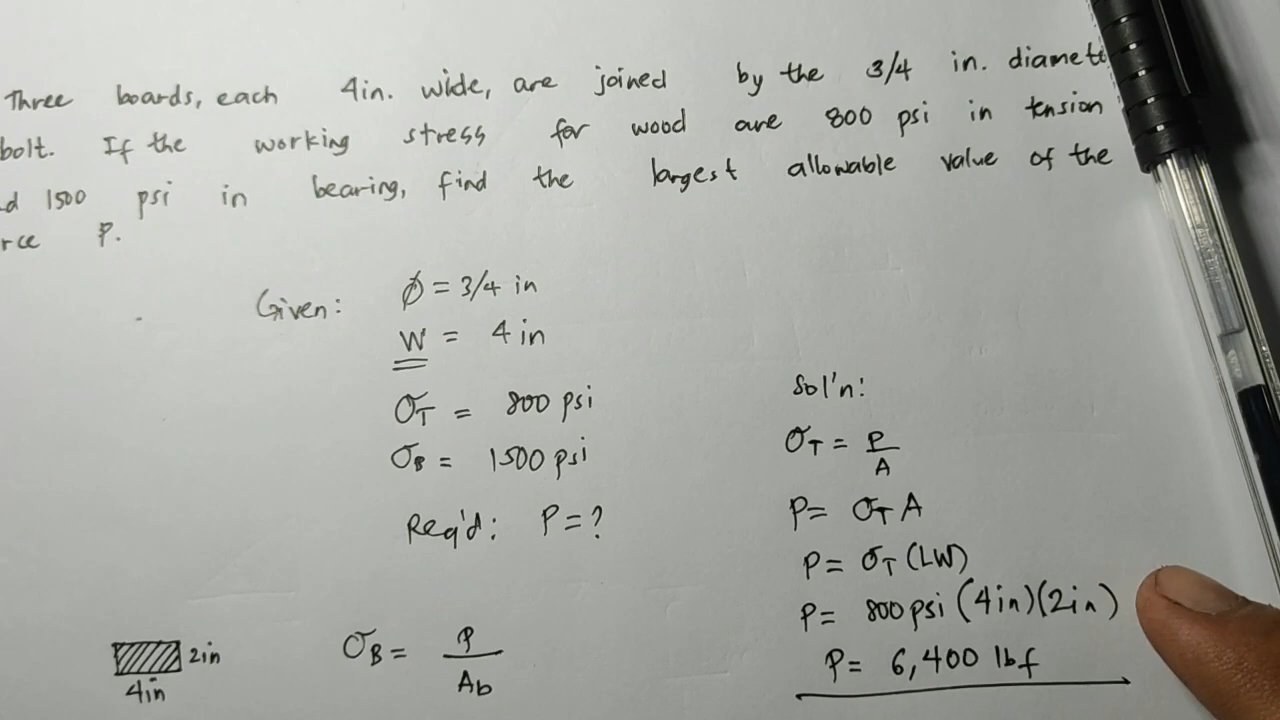 Three boards, each 4in. wide, are joined by the 3/4 in. diamet
bolt. If the working stress for wood are 800 psi in tension
d 1500 psi in bearing, find the largest allowable value of the
rce P.
Given: Ø = 3/4 in
W = 4 in
σT = 800 psi
σB = 1500 psi
Req'd: P = ?
Sol'n:
σT = P/A
P = σT A
P = σT (LW)
P = 800 psi (4in)(2in)
P = 6,400 lbf
2in
4in
σB = P/Ab